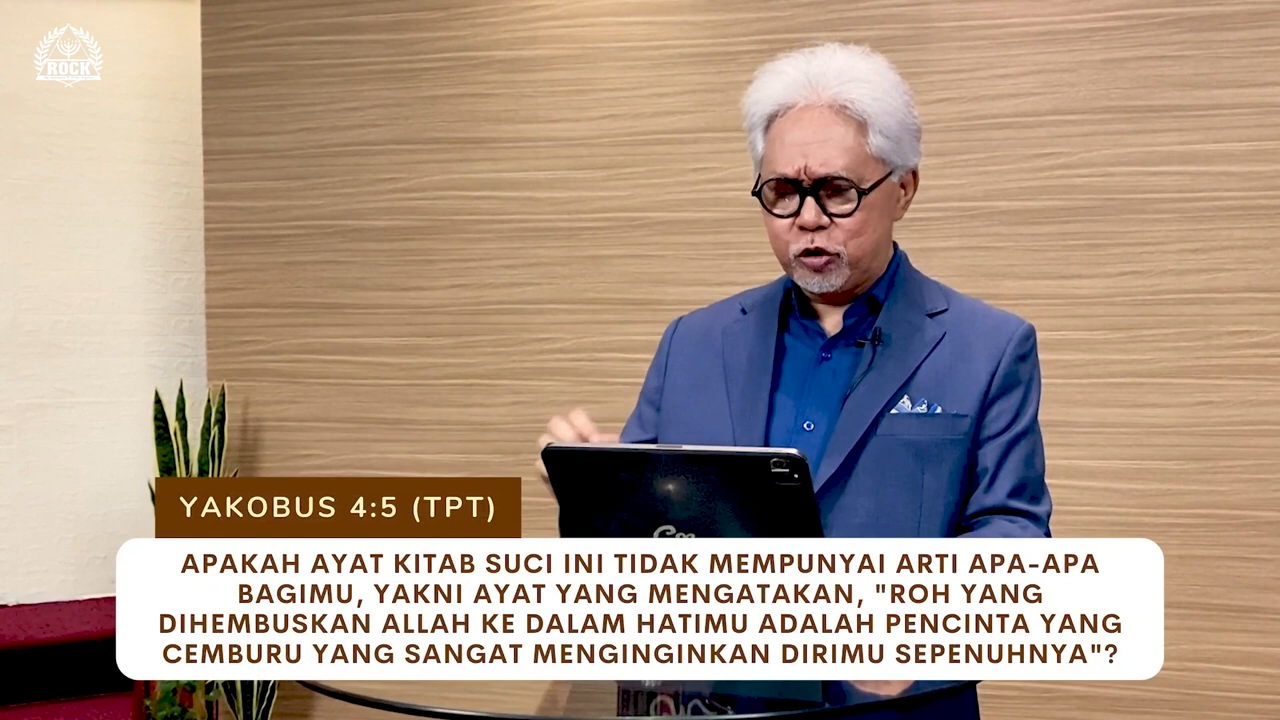 ROCK
YAKOBUS 4:5 (TPT)
APAKAH AYAT KITAB SUCI INI TIDAK MEMPUNYAI ARTI APA-APA
BAGIMU, YAKNI AYAT YANG MENGATAKAN, "ROH YANG
DIHEMBUSKAN ALLAH KE DALAM HATIMU ADALAH PENCINTA YANG
CEMBURU YANG SANGAT MENGINGINKAN DIRIMU SEPENUHNYA"?